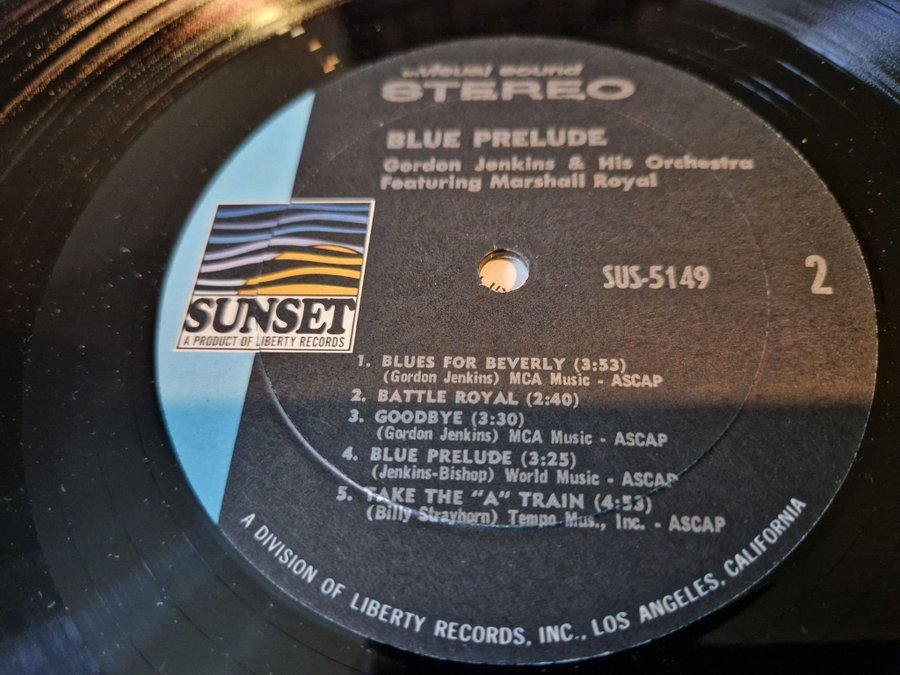 ...visual sound
STEREO
BLUE PRELUDE
Gordon Jenkins & His Orchestra
Featuring Marshall Royal
SUNSET
A PRODUCT OF LIBERTY RECORDS
SUS-5149
2
1. BLUES FOR BEVERLY (3:53)
(Gordon Jenkins) MCA Music - ASCAP
2. BATTLE ROYAL (2:40)
3. GOODBYE (3:30)
(Gordon Jenkins) MCA Music - ASCAP
4. BLUE PRELUDE (3:25)
(Jenkins-Bishop) World Music - ASCAP
5. TAKE THE "A" TRAIN (4:53)
(Billy Strayhorn) Tempo Mus., Inc. - ASCAP
A DIVISION OF LIBERTY RECORDS, INC., LOS ANGELES, CALIFORNIA